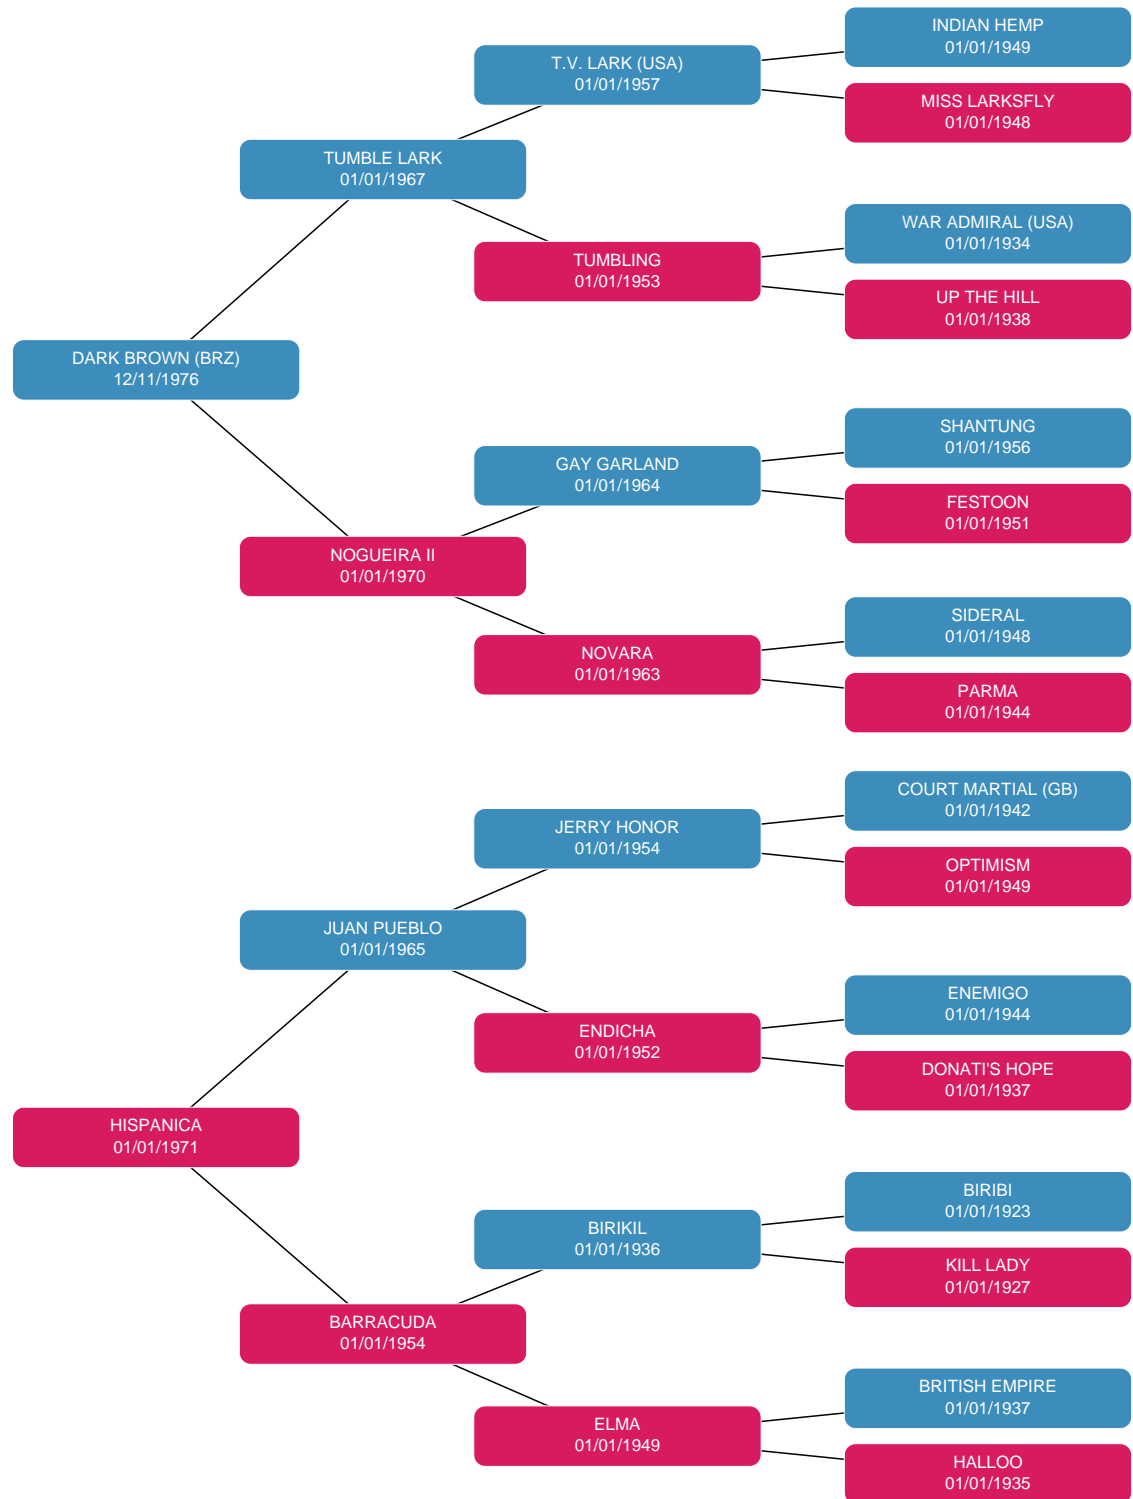 INDIAN HEMP
01/01/1949
T.V. LARK (USA)
01/01/1957
MISS LARKSFLY
01/01/1948
TUMBLE LARK
01/01/1967
WAR ADMIRAL (USA)
01/01/1934
TUMBLING
01/01/1953
UP THE HILL
01/01/1938
DARK BROWN (BRZ)
12/11/1976
SHANTUNG
01/01/1956
GAY GARLAND
01/01/1964
FESTOON
01/01/1951
NOGUEIRA II
01/01/1970
SIDERAL
01/01/1948
NOVARA
01/01/1963
PARMA
01/01/1944
COURT MARTIAL (GB)
01/01/1942
JERRY HONOR
01/01/1954
OPTIMISM
01/01/1949
JUAN PUEBLO
01/01/1965
ENEMIGO
01/01/1944
ENDICHA
01/01/1952
DONATI'S HOPE
01/01/1937
HISPANICA
01/01/1971
BIRIBI
01/01/1923
BIRIKIL
01/01/1936
KILL LADY
01/01/1927
BARRACUDA
01/01/1954
BRITISH EMPIRE
01/01/1937
ELMA
01/01/1949
HALLOO
01/01/1935